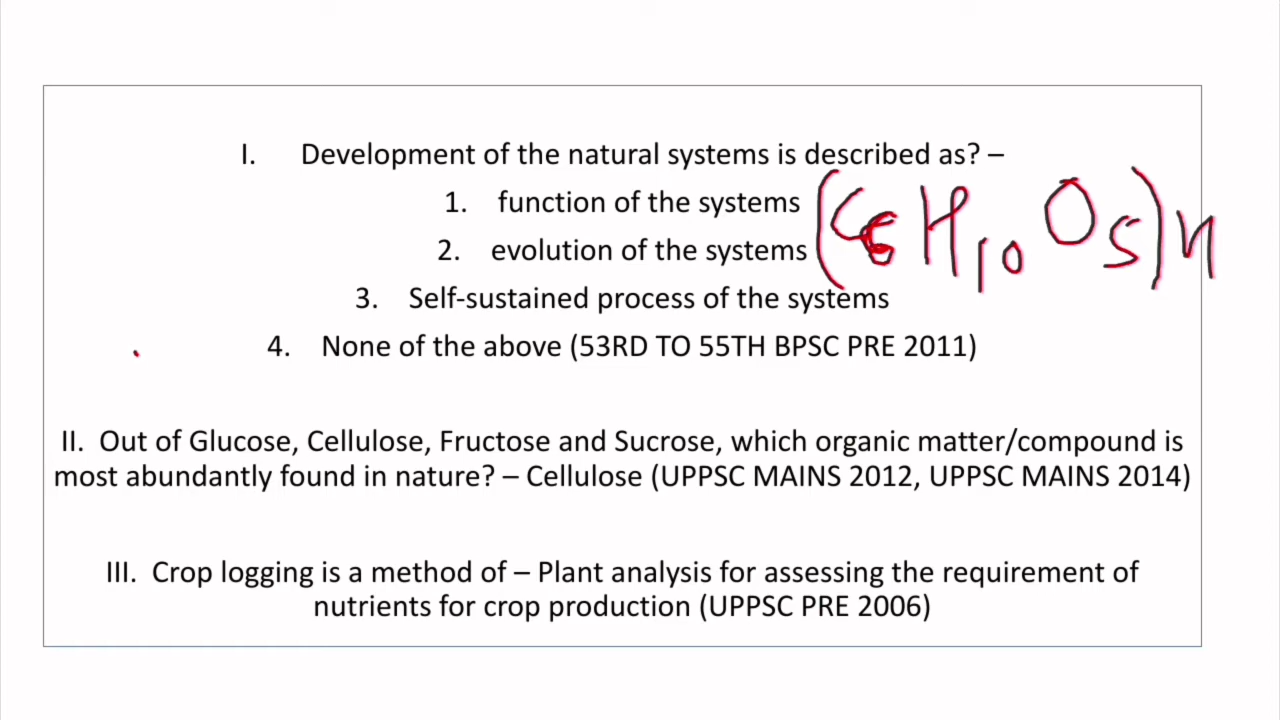 I. Development of the natural systems is described as? –
1. function of the systems
2. evolution of the systems
(C6H10O5)n
3. Self-sustained process of the systems
4. None of the above (53RD TO 55TH BPSC PRE 2011)
II. Out of Glucose, Cellulose, Fructose and Sucrose, which organic matter/compound is
most abundantly found in nature? – Cellulose (UPPSC MAINS 2012, UPPSC MAINS 2014)
III. Crop logging is a method of – Plant analysis for assessing the requirement of
nutrients for crop production (UPPSC PRE 2006)